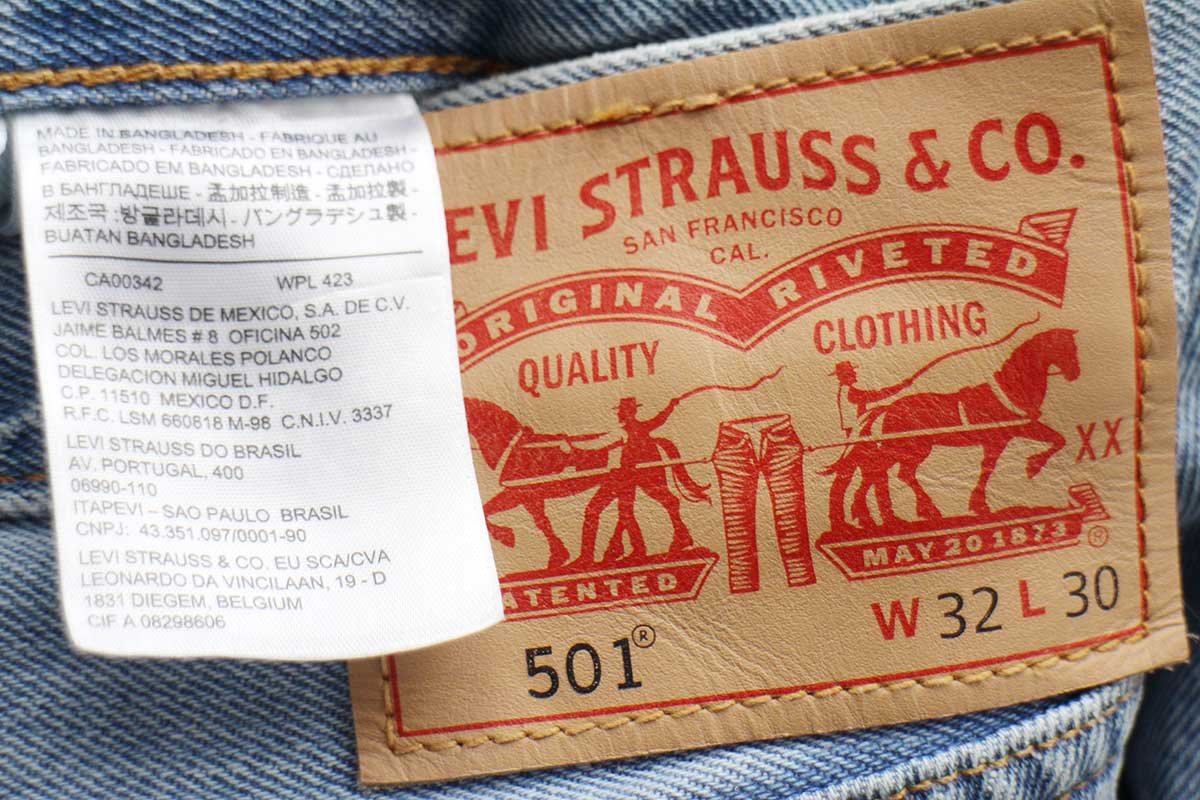 MADE IN BANGLADESH - FABRIQUE AU
BANGLADESH - FABRICADO EN BANGLADESH -
FABRICADO EM BANGLADESH - СДЕЛАНО
В БАНГЛАДЕШЕ - 孟加拉制造 - 孟加拉製 -
제조국 :방글라데시 - バングラデシュ製 -
BUATAN BANGLADESH
CA00342 WPL 423
LEVI STRAUSS DE MEXICO, S.A. DE C.V.
JAIME BALMES # 8 OFICINA 502
COL. LOS MORALES POLANCO
DELEGACION MIGUEL HIDALGO
C.P. 11510 MEXICO D.F.
R.F.C. LSM 660818 M-98 C.N.I.V. 3337
LEVI STRAUSS DO BRASIL
AV. PORTUGAL, 400
06990-110
ITAPEVI – SAO PAULO BRASIL
CNPJ: 43.351.097/0001-90
LEVI STRAUSS & CO. EU SCA/CVA
LEONARDO DA VINCILAAN, 19 - D
1831 DIEGEM, BELGIUM
CIF A 08298606
LEVI STRAUSS & CO.
SAN FRANCISCO
CAL.
ORIGINAL RIVETED
QUALITY CLOTHING
XX
ATENTED MAY 20 1873 ®
501® W 32 L 30